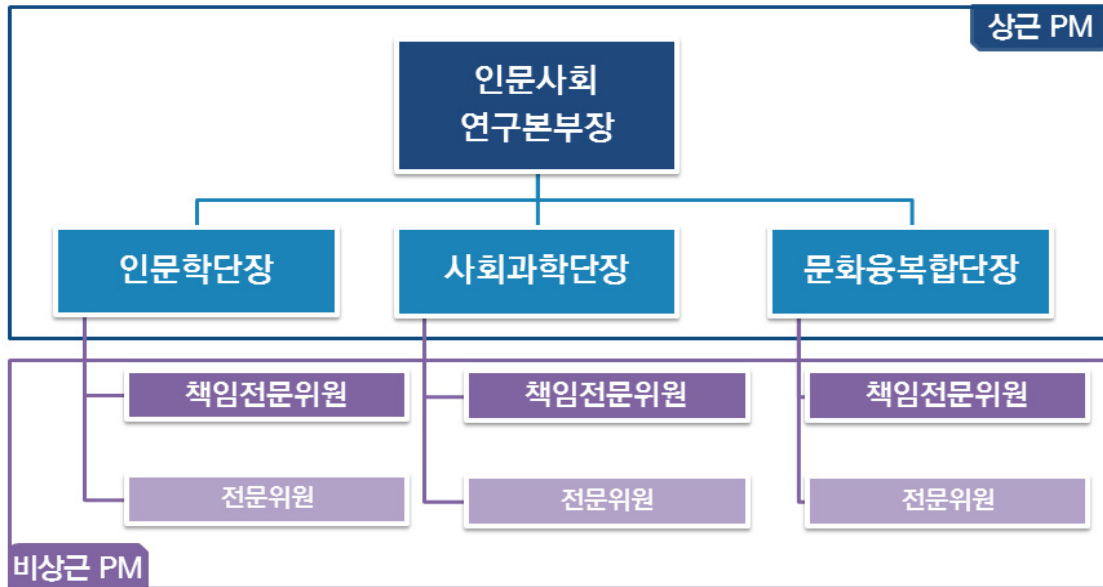 상근 PM
인문사회
연구본부장
인문학단장
사회과학단장
문화융복합단장
책임전문위원
책임전문위원
책임전문위원
전문위원
전문위원
전문위원
비상근 PM